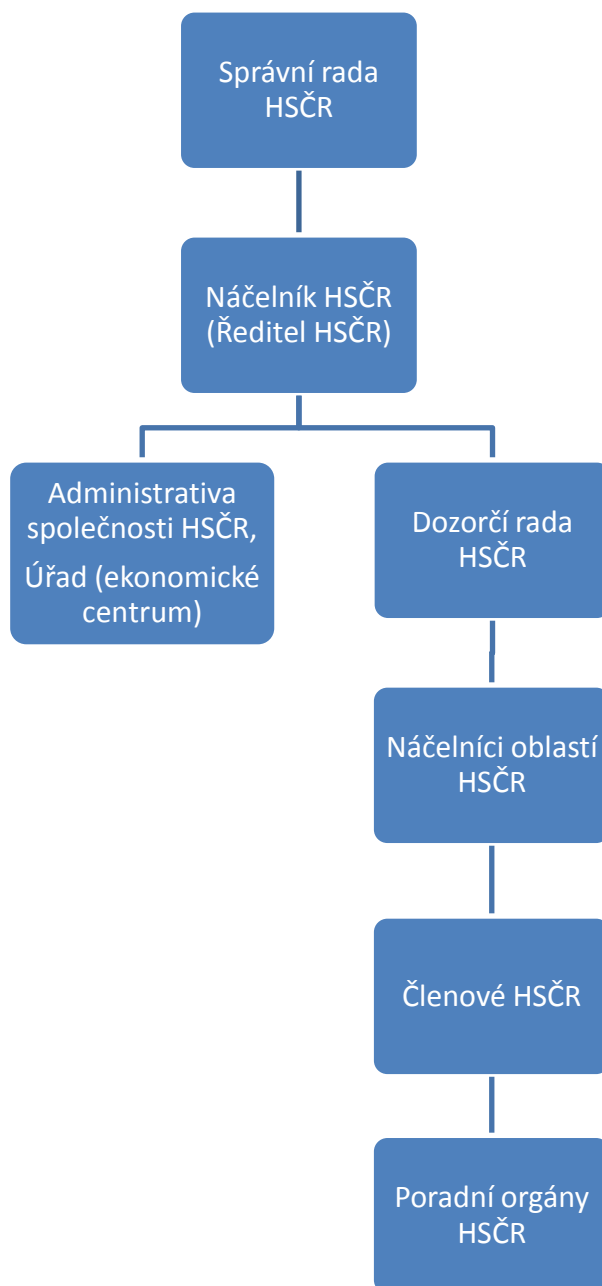 Správní rada
HSČR
Náčelník HSČR
(Ředitel HSČR)
Administrativa
společnosti HSČR,
Úřad (ekonomické
centrum)
Dozorčí rada
HSČR
Náčelníci oblastí
HSČR
Členové HSČR
Poradní orgány
HSČR